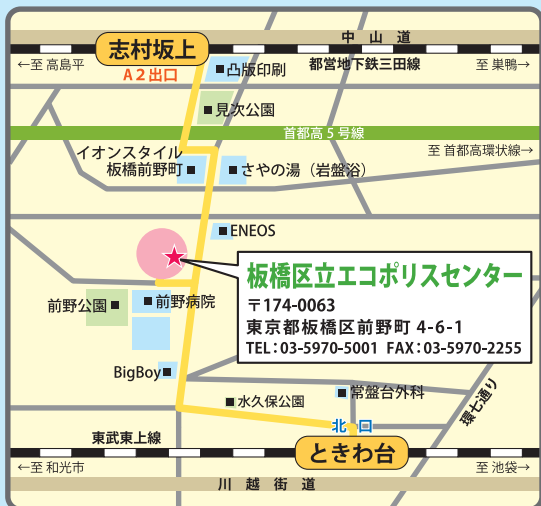 中山道
志村坂上
←至 高島平
A2出口
都営地下鉄三田線
至 巣鴨→
凸版印刷
見次公園
首都高5号線
至 首都高環状線→
イオンスタイル
板橋前野町
さやの湯（岩盤浴）
ENEOS
板橋区立エコポリスセンター
〒174-0063
東京都板橋区前野町 4-6-1
TEL:03-5970-5001 FAX:03-5970-2255
前野公園
前野病院
BigBoy
水久保公園
常盤台外科
環七通り
北口
東武東上線
ときわ台
←至 和光市
至 池袋→
川越街道